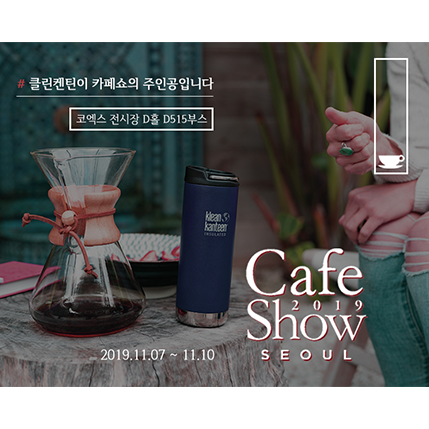 # 클린켄틴이 카페쇼의 주인공입니다
코엑스 전시장 D홀 D515부스
klean
kanteen
INSULATED
Cafe
2019
Show
SEOUL
2019.11.07 ~ 11.10